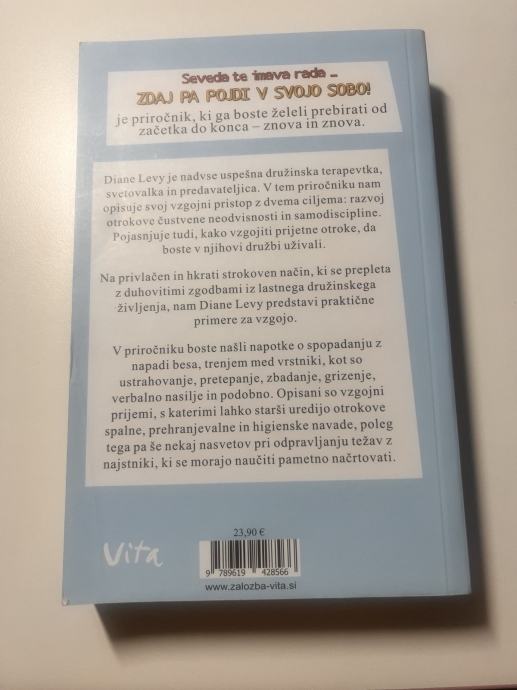 Seveda te imava rada ...
ZDAJ PA POJDI V SVOJO SOBO!
je priročnik, ki ga boste želeli prebirati od
začetka do konca – znova in znova.
Diane Levy je nadvse uspešna družinska terapevtka,
svetovalka in predavateljica. V tem priročniku nam
opisuje svoj vzgojni pristop z dvema ciljema: razvoj
otrokove čustvene neodvisnosti in samodiscipline.
Pojasnjuje tudi, kako vzgojiti prijetne otroke, da
boste v njihovi družbi uživali.
Na privlačen in hkrati strokoven način, ki se prepleta
z duhovitimi zgodbami iz lastnega družinskega
življenja, nam Diane Levy predstavi praktične
primere za vzgojo.
V priročniku boste našli napotke o spopadanju z
napadi besa, trenjem med vrstniki, kot so
ustrahovanje, pretepanje, zbadanje, grizenje,
verbalno nasilje in podobno. Opisani so vzgojni
prijemi, s katerimi lahko starši uredijo otrokove
spalne, prehranjevalne in higienske navade, poleg
tega pa še nekaj nasvetov pri odpravljanju težav z
najstniki, ki se morajo naučiti pametno načrtovati.
23,90 €
Vita
9 789619 428566
www.zalozba-vita.si